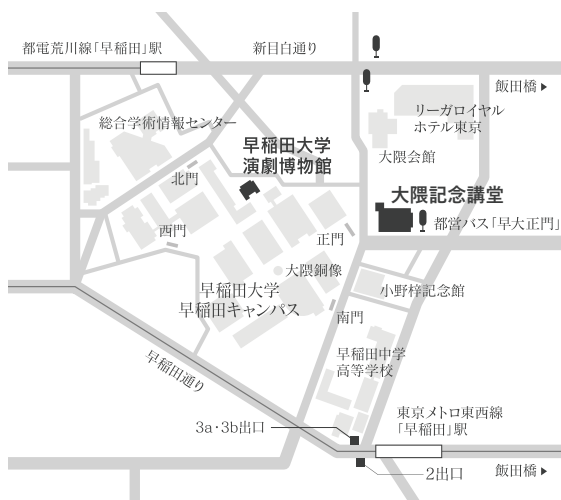 都電荒川線「早稲田」駅
新目白通り
飯田橋▶
リーガロイヤル
ホテル東京
総合学術情報センター
早稲田大学
演劇博物館
大隈会館
北門
大隈記念講堂
都営バス「早大正門」
西門
正門
大隈銅像
早稲田大学
早稲田キャンパス
小野梓記念館
南門
早稲田中学
高等学校
早稲田通り
東京メトロ東西線
「早稲田」駅
3a・3b出口
2出口
飯田橋▶